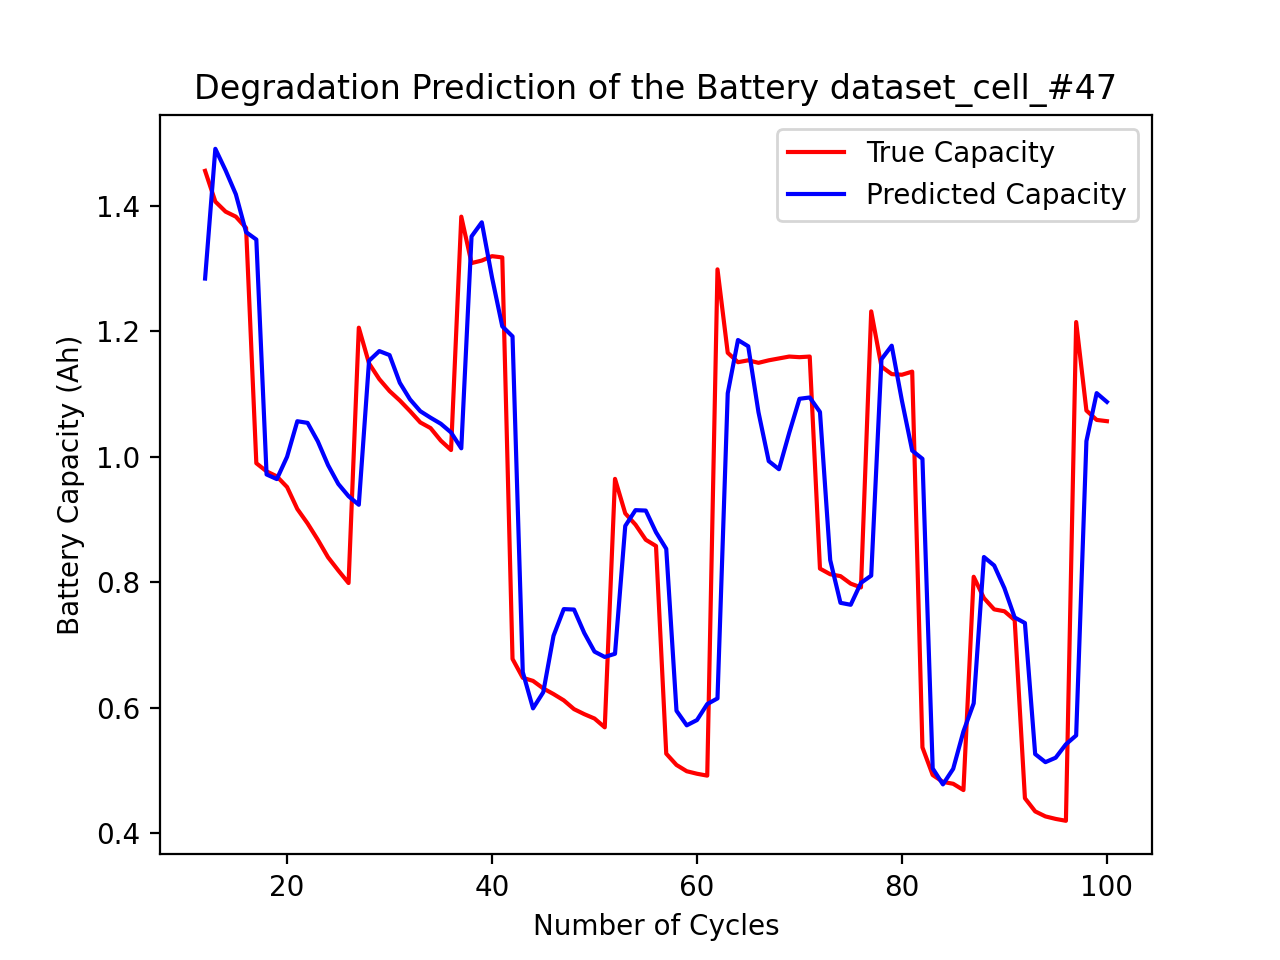 Degradation Prediction of the Battery dataset_cell_#47
True Capacity
Predicted Capacity
Battery Capacity (Ah)
1.4
1.2
1.0
0.8
0.6
0.4
20 40 60 80 100
Number of Cycles